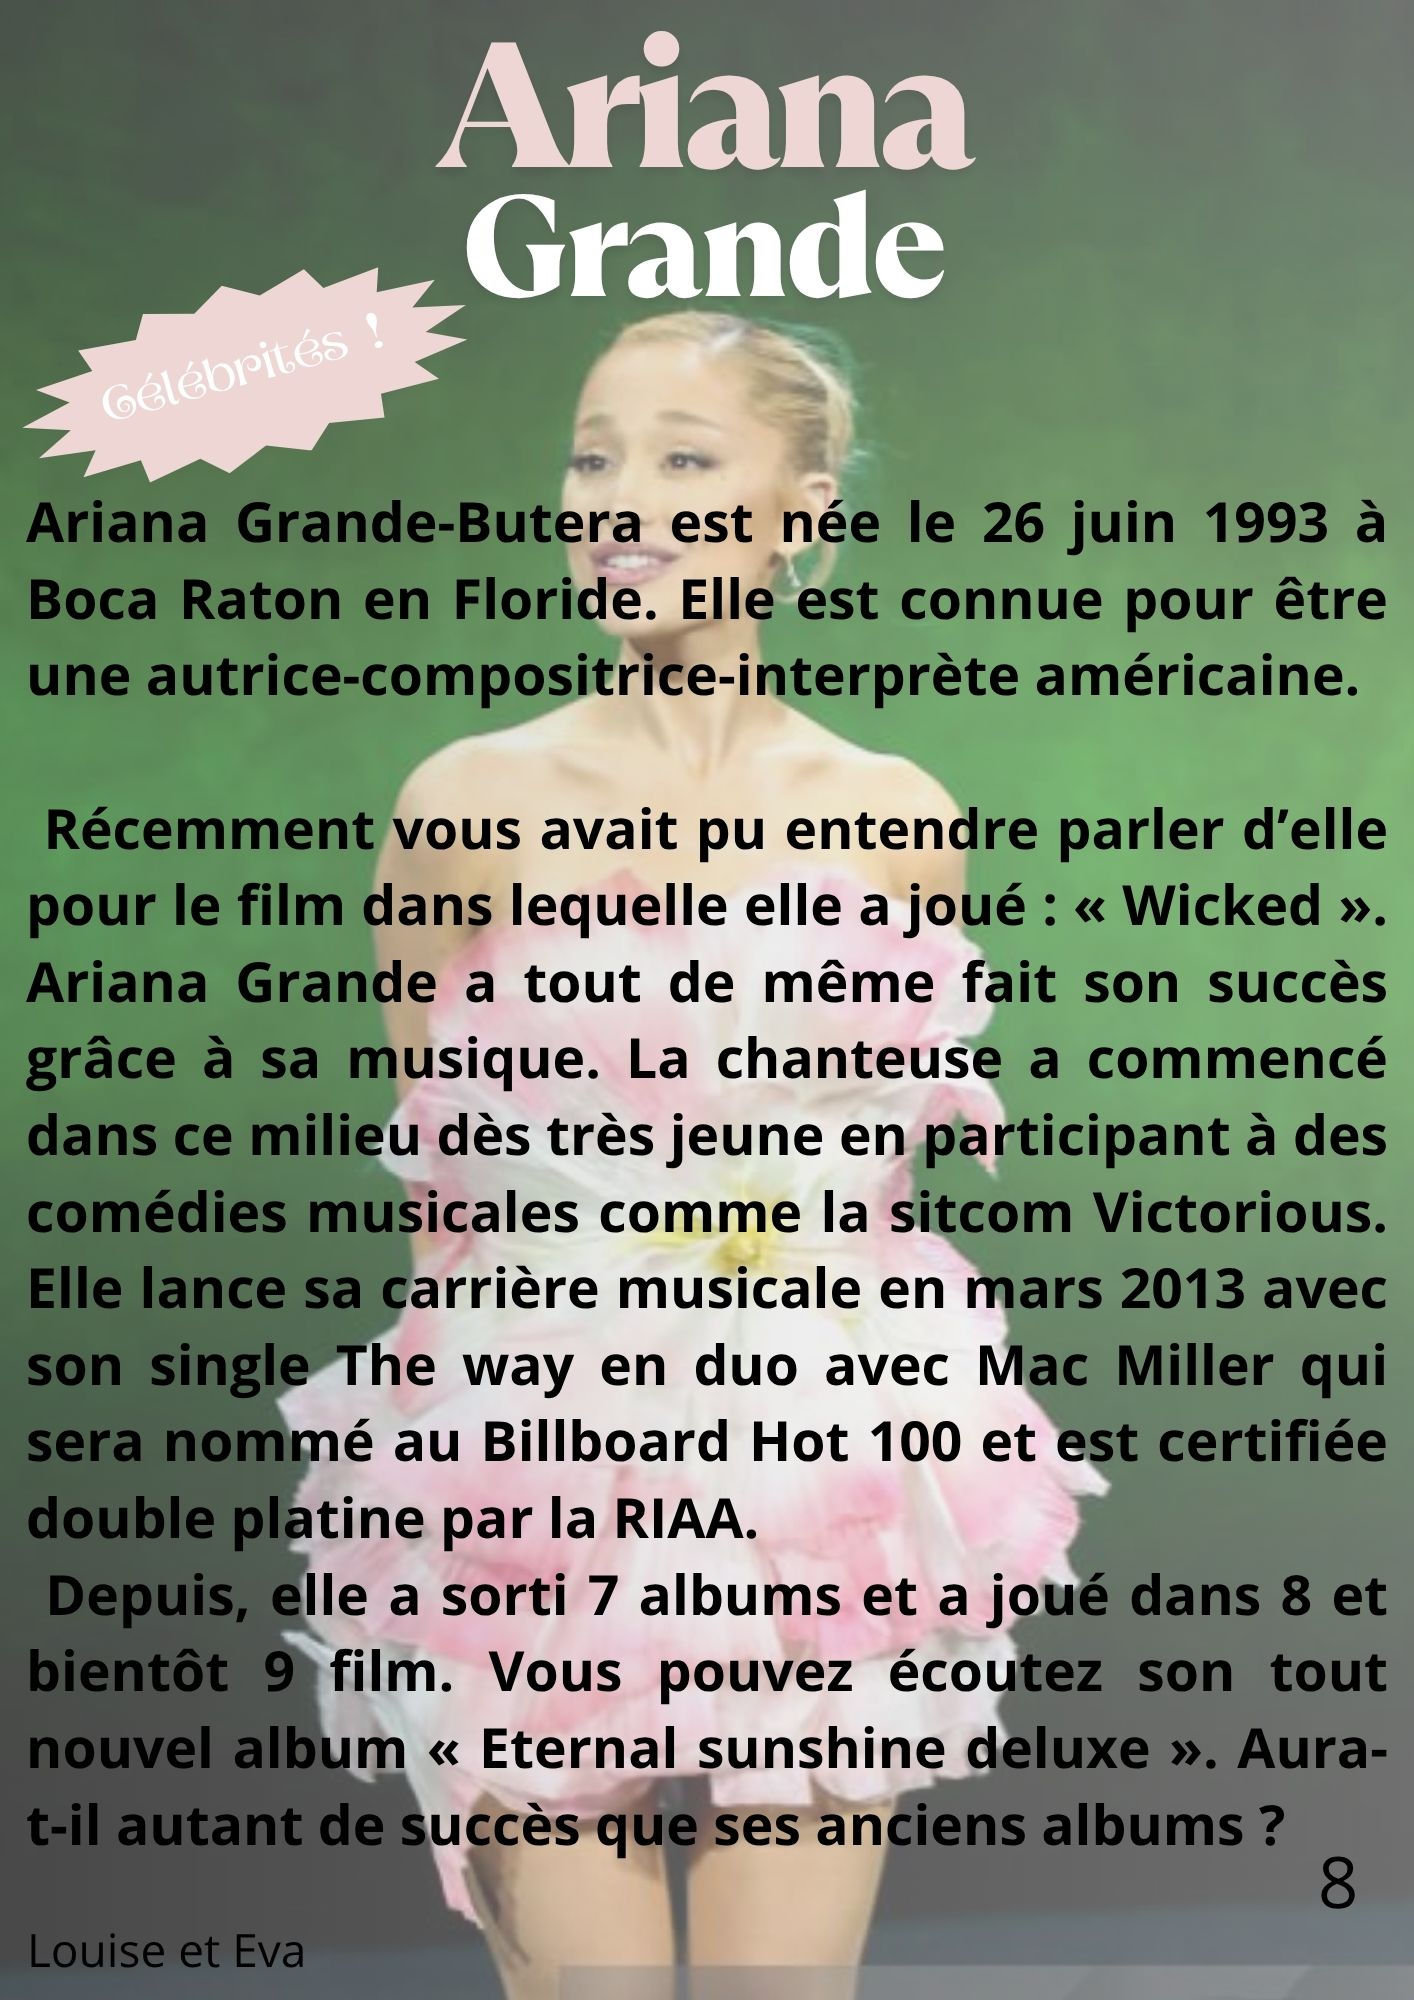 Ariana
Grande
Célébrités !
Ariana Grande-Butera est née le 26 juin 1993 à
Boca Raton en Floride. Elle est connue pour être
une autrice-compositrice-interprète américaine.
Récemment vous avait pu entendre parler d’elle
pour le film dans lequelle elle a joué : « Wicked ».
Ariana Grande a tout de même fait son succès
grâce à sa musique. La chanteuse a commencé
dans ce milieu dès très jeune en participant à des
comédies musicales comme la sitcom Victorious.
Elle lance sa carrière musicale en mars 2013 avec
son single The way en duo avec Mac Miller qui
sera nommé au Billboard Hot 100 et est certifiée
double platine par la RIAA.
Depuis, elle a sorti 7 albums et a joué dans 8 et
bientôt 9 film. Vous pouvez écoutez son tout
nouvel album « Eternal sunshine deluxe ». Aura-
t-il autant de succès que ses anciens albums ?
8
Louise et Eva